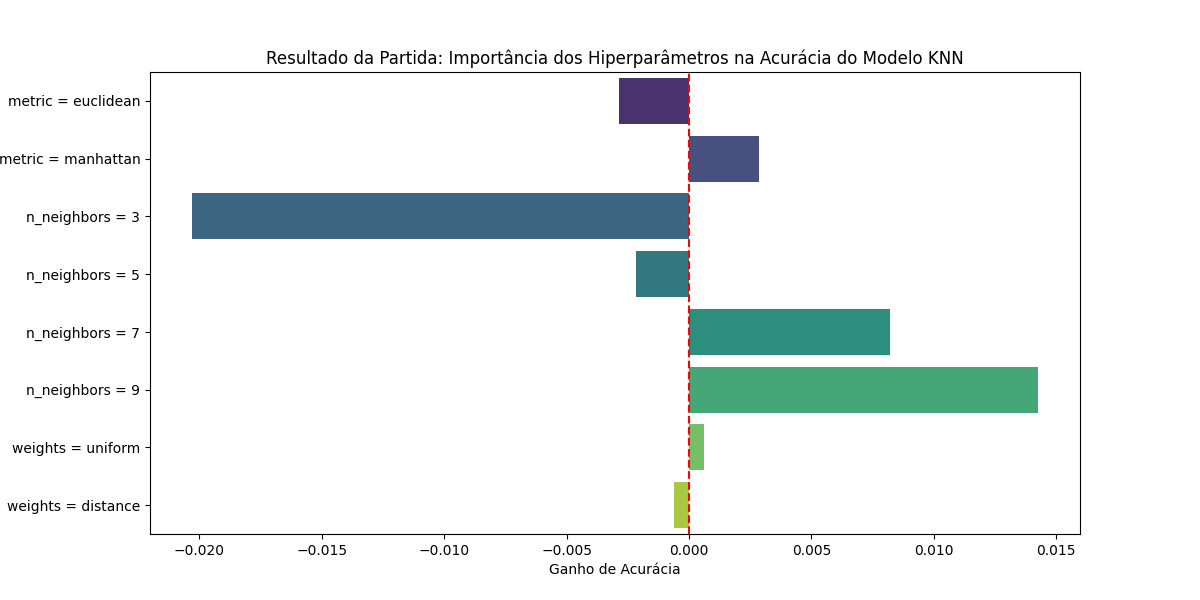 Resultado da Partida: Importância dos Hiperparâmetros na Acurácia do Modelo KNN
metric = euclidean
metric = manhattan
n_neighbors = 3
n_neighbors = 5
n_neighbors = 7
n_neighbors = 9
weights = uniform
weights = distance
−0.020 −0.015 −0.010 −0.005 0.000 0.005 0.010 0.015
Ganho de Acurácia